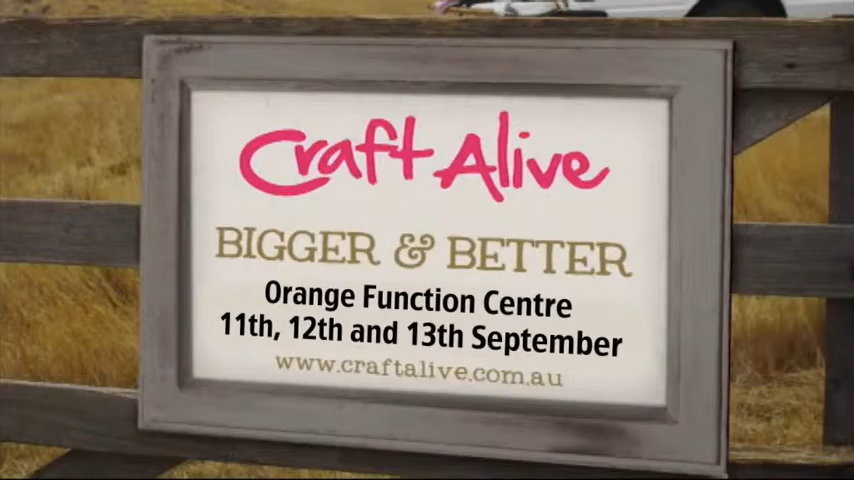 Craft Alive
BIGGER & BETTER
Orange Function Centre
11th, 12th and 13th September
www.craftalive.com.au